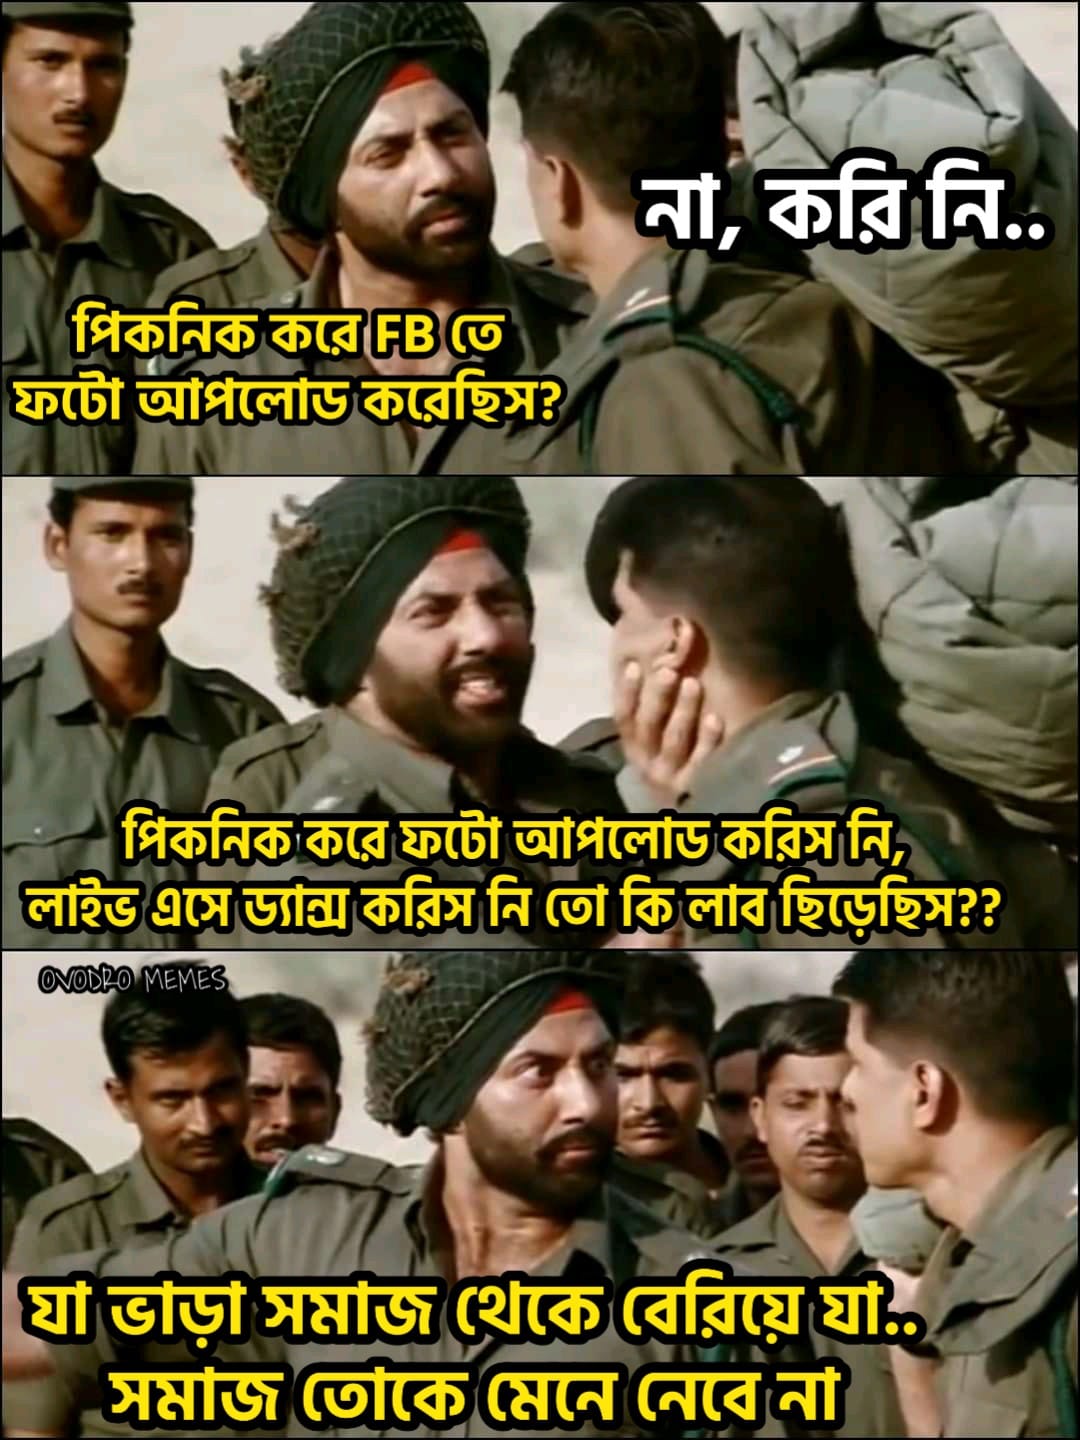 না, করি নি..
পিকনিক করে FB তে
ফটো আপলোড করেছিস?
পিকনিক করে ফটো আপলোড করিস নি,
লাইভ এসে ড্যান্স করিস নি তো কি লাব ছিড়েছিস??
OVODRO MEMES
যা ভাড়া সমাজ থেকে বেরিয়ে যা..
সমাজ তোকে মেনে নেবে না